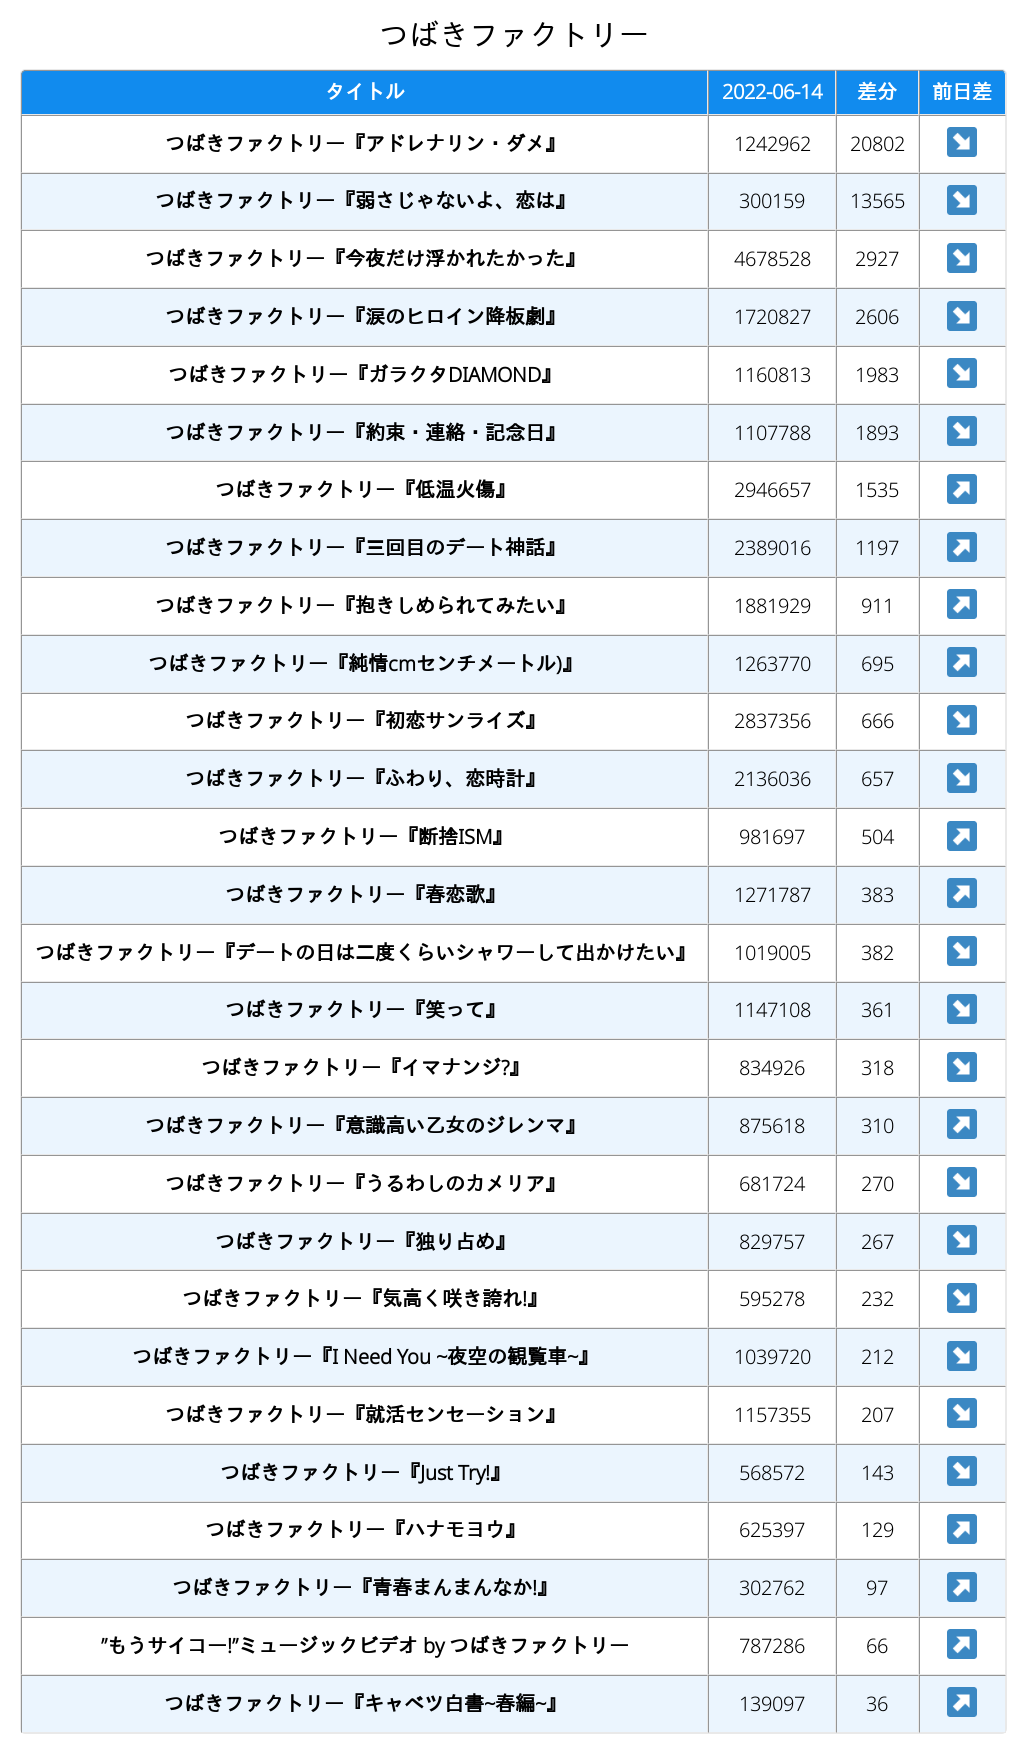 つばきファクトリー
タイトル 2022-06-14 差分 前日差
つばきファクトリー『アドレナリン・ダメ』 1242962 20802 ↘
つばきファクトリー『弱さじゃないよ、恋は』 300159 13565 ↘
つばきファクトリー『今夜だけ浮かれたかった』 4678528 2927 ↘
つばきファクトリー『涙のヒロイン降板劇』 1720827 2606 ↘
つばきファクトリー『ガラクタDIAMOND』 1160813 1983 ↘
つばきファクトリー『約束・連絡・記念日』 1107788 1893 ↘
つばきファクトリー『低温火傷』 2946657 1535 ↗
つばきファクトリー『三回目のデート神話』 2389016 1197 ↗
つばきファクトリー『抱きしめられてみたい』 1881929 911 ↗
つばきファクトリー『純情cmセンチメートル)』 1263770 695 ↗
つばきファクトリー『初恋サンライズ』 2837356 666 ↘
つばきファクトリー『ふわり、恋時計』 2136036 657 ↘
つばきファクトリー『断捨ISM』 981697 504 ↗
つばきファクトリー『春恋歌』 1271787 383 ↗
つばきファクトリー『デートの日は二度くらいシャワーして出かけたい』 1019005 382 ↘
つばきファクトリー『笑って』 1147108 361 ↘
つばきファクトリー『イマナンジ?』 834926 318 ↘
つばきファクトリー『意識高い乙女のジレンマ』 875618 310 ↗
つばきファクトリー『うるわしのカメリア』 681724 270 ↘
つばきファクトリー『独り占め』 829757 267 ↘
つばきファクトリー『気高く咲き誇れ!』 595278 232 ↘
つばきファクトリー『I Need You ~夜空の観覧車~』 1039720 212 ↘
つばきファクトリー『就活センセーション』 1157355 207 ↘
つばきファクトリー『Just Try!』 568572 143 ↘
つばきファクトリー『ハナモヨウ』 625397 129 ↗
つばきファクトリー『青春まんまんなか!』 302762 97 ↗
”もうサイコー!”ミュージックビデオ by つばきファクトリー 787286 66 ↗
つばきファクトリー『キャベツ白書~春編~』 139097 36 ↗